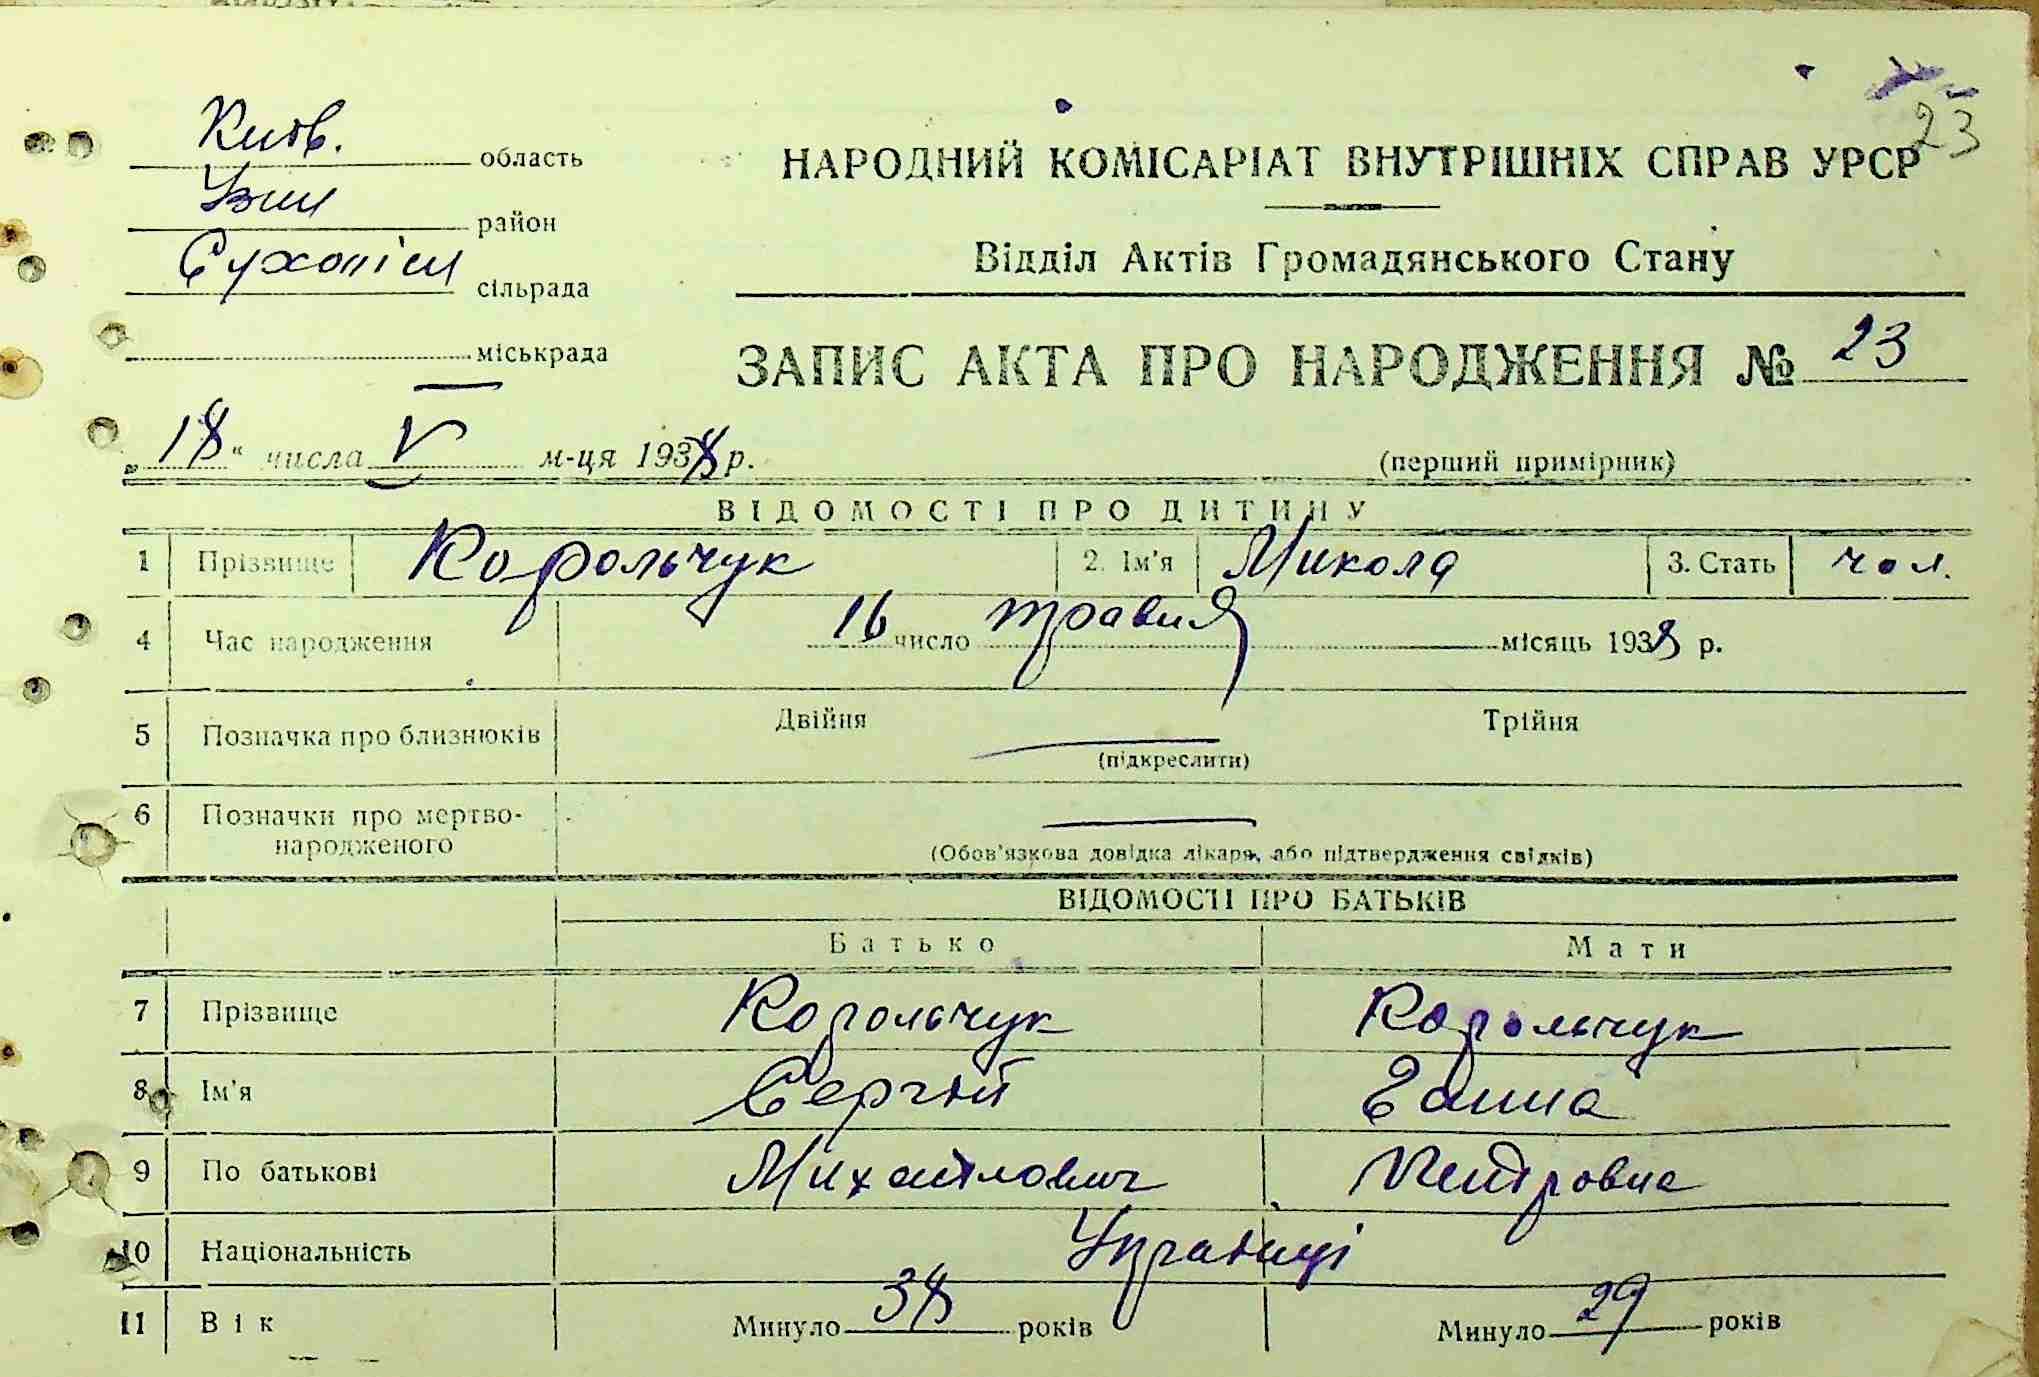 23
Київ. область
Узин район
Сухоліси сільрада
міськрада
НАРОДНИЙ КОМІСАРІАТ ВНУТРІШНІХ СПРАВ УРСР
Відділ Актів Громадянського Стану
ЗАПИС АКТА ПРО НАРОДЖЕННЯ № 23
„18“ числа V м-ця 1938 р.
(перший примірник)
ВІДОМОСТІ ПРО ДИТИНУ
1 Прізвище Корольчук 2. Ім'я Микола 3. Стать чол.
4 Час народження 16 число травня місяць 1938 р.
5 Позначка про близнюків Двійня Трійня
(підкреслити)
6 Позначки про мертво-
народженого
(Обов'язкова довідка лікаря, або підтвердження свідків)
ВІДОМОСТІ ПРО БАТЬКІВ
Батько Мати
7 Прізвище Корольчук Корольчук
8 Ім'я Сергій Ганна
9 По батькові Михайлович Петровна
10 Національність Українці
11 Вік Минуло 38 років Минуло 29 років